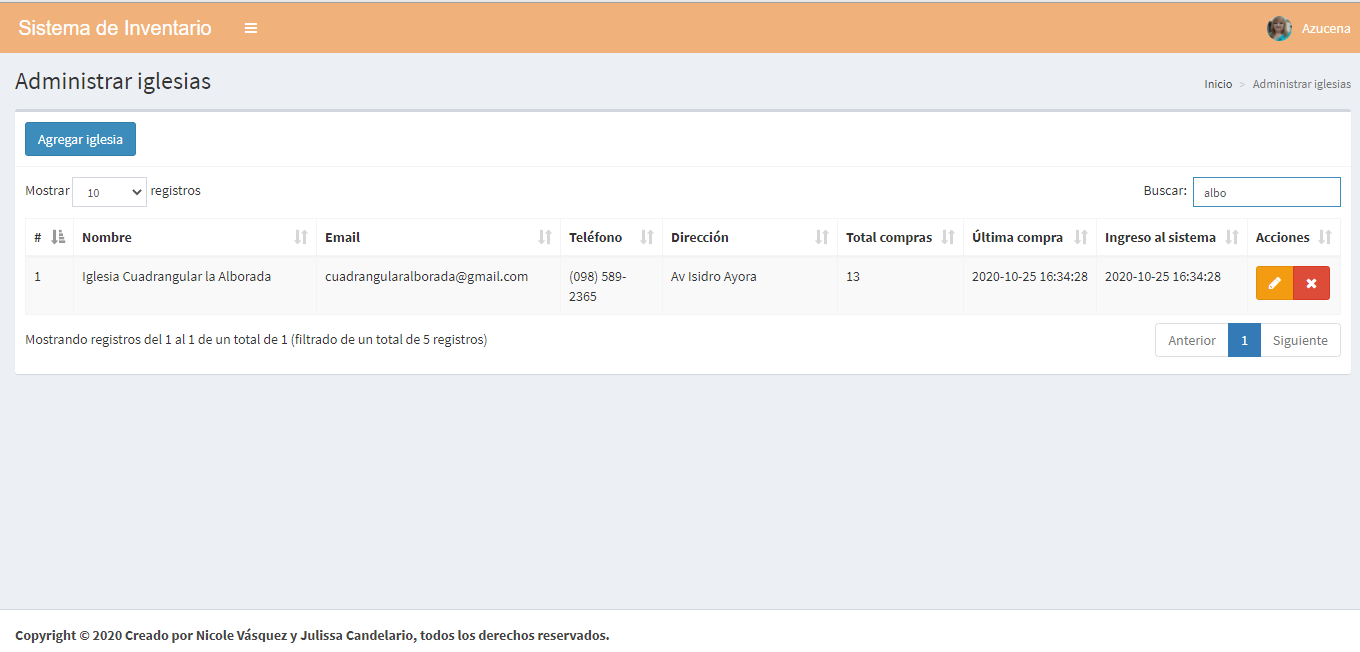 Sistema de Inventario
Azucena
Administrar iglesias
Inicio > Administrar iglesias
Agregar iglesia
Mostrar 10 registros
Buscar: albo
# Nombre Email Teléfono Dirección Total compras Última compra Ingreso al sistema Acciones
1 Iglesia Cuadrangular la Alborada cuadrangularalborada@gmail.com (098) 589- Av Isidro Ayora 13 2020-10-25 16:34:28 2020-10-25 16:34:28
2365
Mostrando registros del 1 al 1 de un total de 1 (filtrado de un total de 5 registros)
Anterior 1 Siguiente
Copyright © 2020 Creado por Nicole Vásquez y Julissa Candelario, todos los derechos reservados.